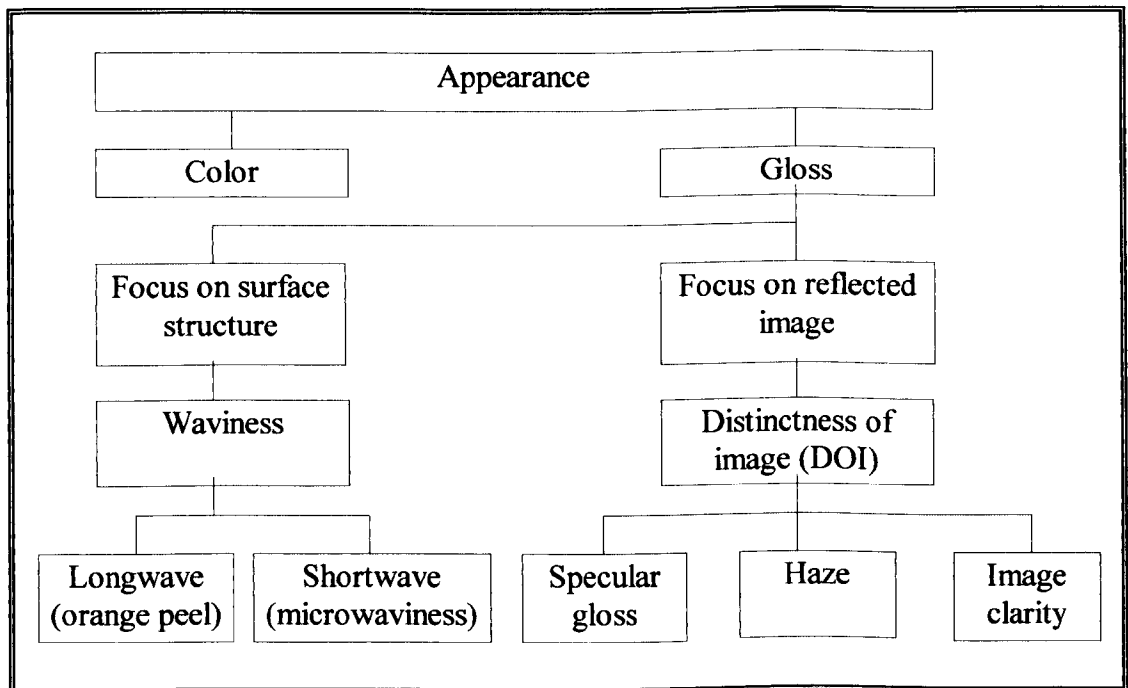 Appearance
Color
Gloss
Focus on surface
structure
Focus on reflected
image
Waviness
Distinctness of
image (DOI)
Longwave
(orange peel)
Shortwave
(microwaviness)
Specular
gloss
Haze
Image
clarity